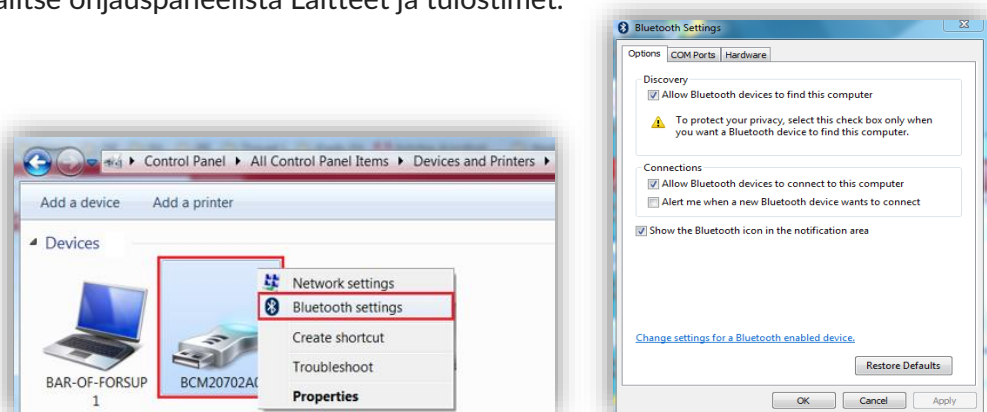 ohjauspaneelista Laitteet ja tulostimet.
Control Panel ▸ All Control Panel Items ▸ Devices and Printers ▸
Add a device Add a printer
Devices
BAR-OF-FORSUP
1
BCM20702A
Network settings
Bluetooth settings
Create shortcut
Troubleshoot
Properties
Bluetooth Settings
Options COM Ports Hardware
Discovery
Allow Bluetooth devices to find this computer
To protect your privacy, select this check box only when
you want a Bluetooth device to find this computer.
Connections
Allow Bluetooth devices to connect to this computer
Alert me when a new Bluetooth device wants to connect
Show the Bluetooth icon in the notification area
Change settings for a Bluetooth enabled device.
Restore Defaults
OK Cancel Apply